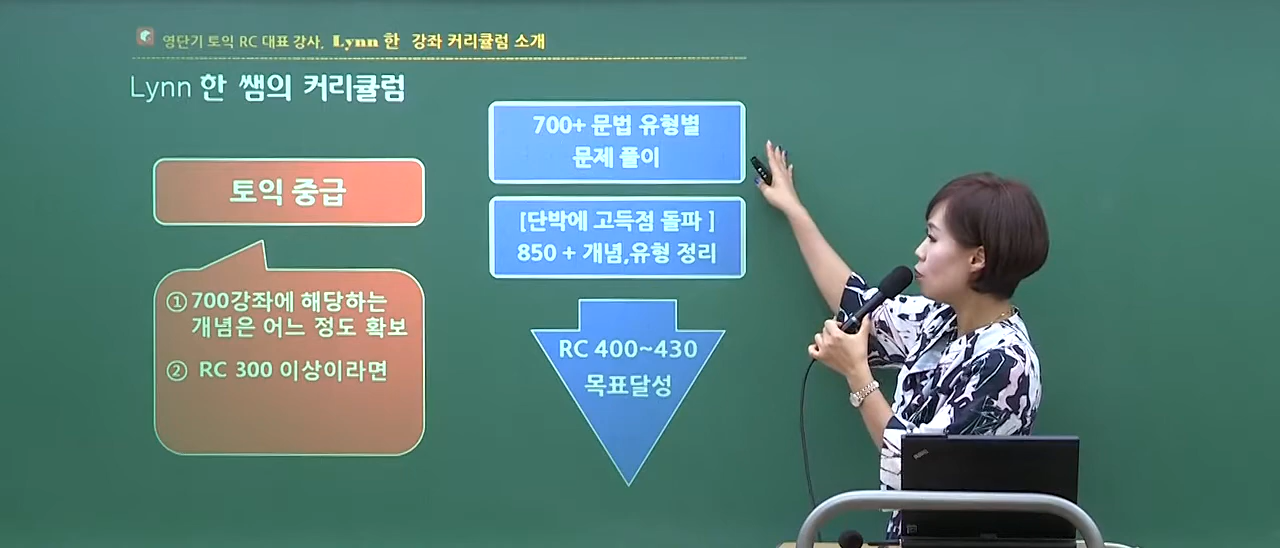 영단기 토익 RC 대표 강사, Lynn 한 강좌 커리큘럼 소개
Lynn 한 쌤의 커리큘럼
토익 중급
① 700강좌에 해당하는
개념은 어느 정도 확보
② RC 300 이상이라면
700+ 문법 유형별
문제 풀이
[단박에 고득점 돌파 ]
850 + 개념,유형 정리
RC 400~430
목표달성